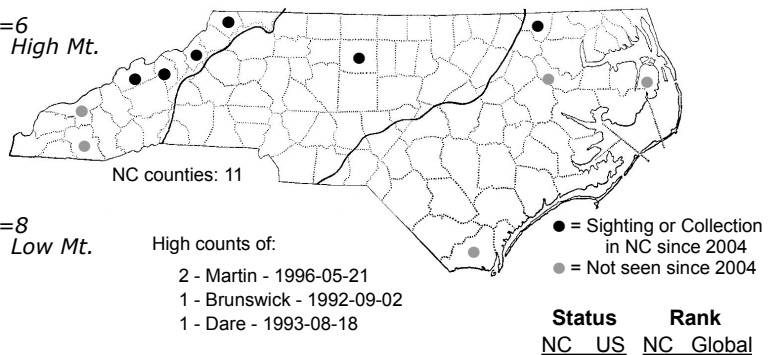 =6
High Mt.
NC counties: 11
=8
Low Mt.
High counts of:
2 - Martin - 1996-05-21
1 - Brunswick - 1992-09-02
1 - Dare - 1993-08-18
= Sighting or Collection
in NC since 2004
= Not seen since 2004
Status Rank
NC US NC Global